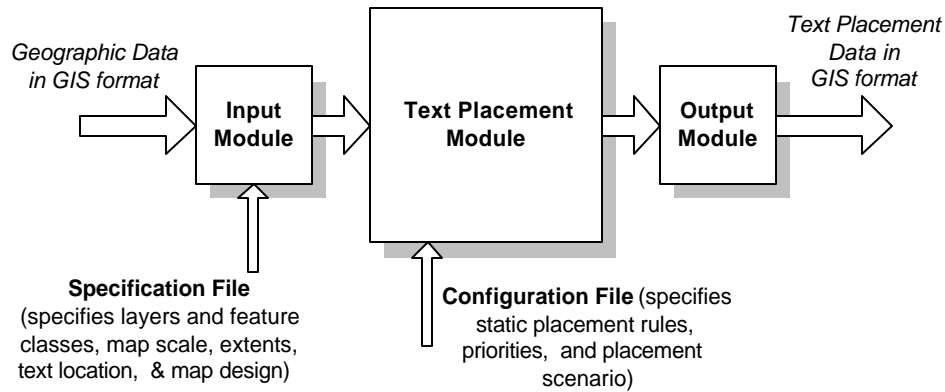 Geographic Data
in GIS format
Input
Module
Text Placement
Module
Output
Module
Text Placement
Data in
GIS format
Specification File
(specifies layers and feature
classes, map scale, extents,
text location, & map design)
Configuration File (specifies
static placement rules,
priorities, and placement
scenario)